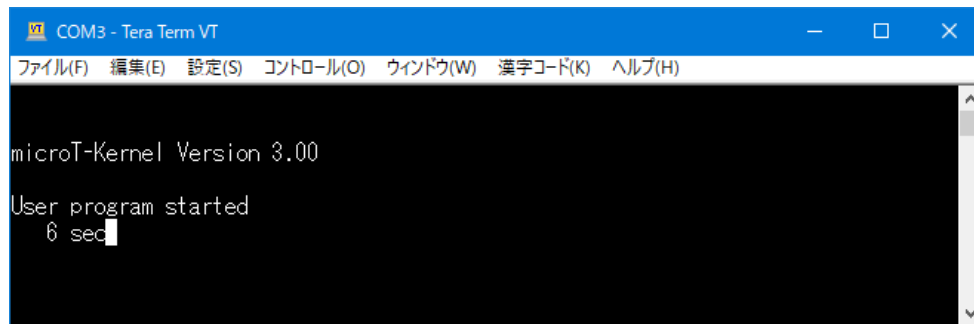 COM3 - Tera Term VT
ファイル(F) 編集(E) 設定(S) コントロール(O) ウィンドウ(W) 漢字コード(K) ヘルプ(H)
microT-Kernel Version 3.00
User program started
6 sec